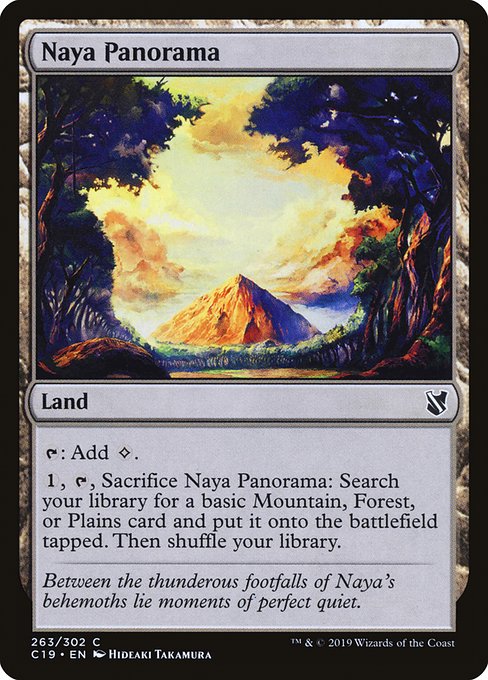 Naya Panorama
Land
: Add .
1, , Sacrifice Naya Panorama: Search
your library for a basic Mountain, Forest,
or Plains card and put it onto the battlefield
tapped. Then shuffle your library.
Between the thunderous footfalls of Naya's
behemoths lie moments of perfect quiet.
263/302 C
C19 • EN Hideaki Takamura
™ & © 2019 Wizards of the Coast